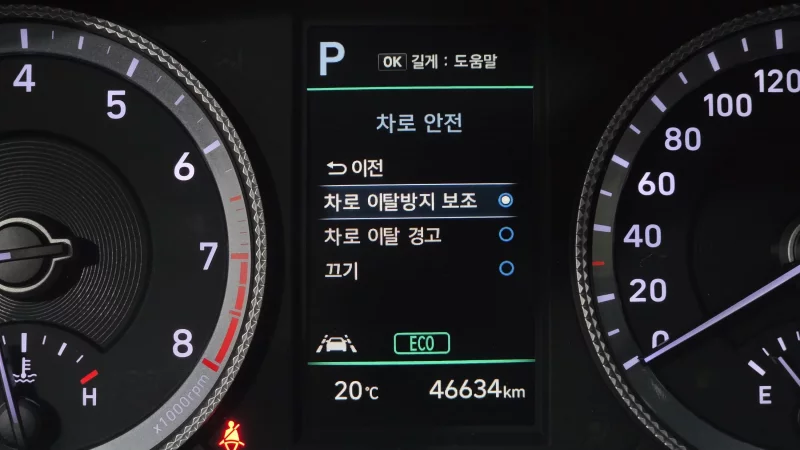 P
OK 길게 : 도움말
차로 안전
이전
차로 이탈방지 보조
차로 이탈 경고
끄기
ECO
20℃ 46634km
4
5
6
7
8
x1000rpm
H
120
100
80
60
40
20
0
E